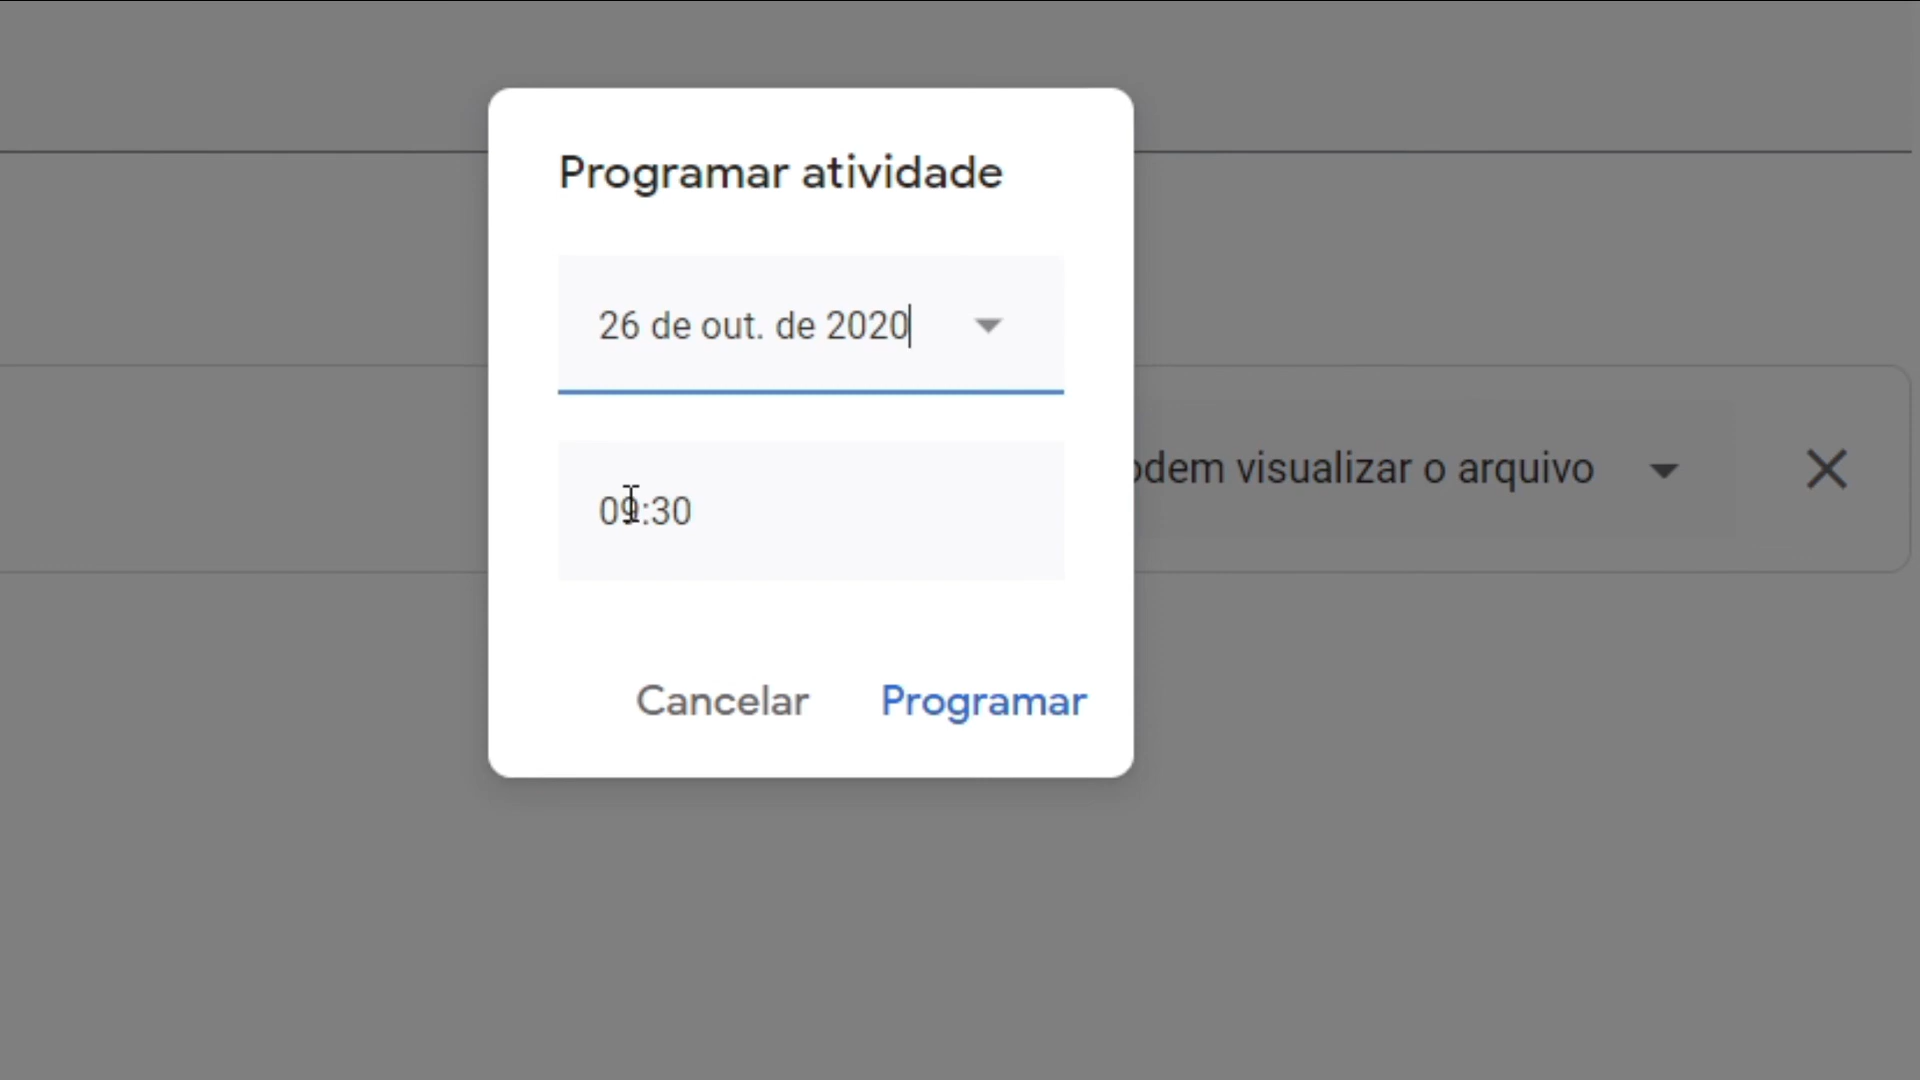 Programar atividade
26 de out. de 2020
odem visualizar o arquivo
09:30
Cancelar
Programar